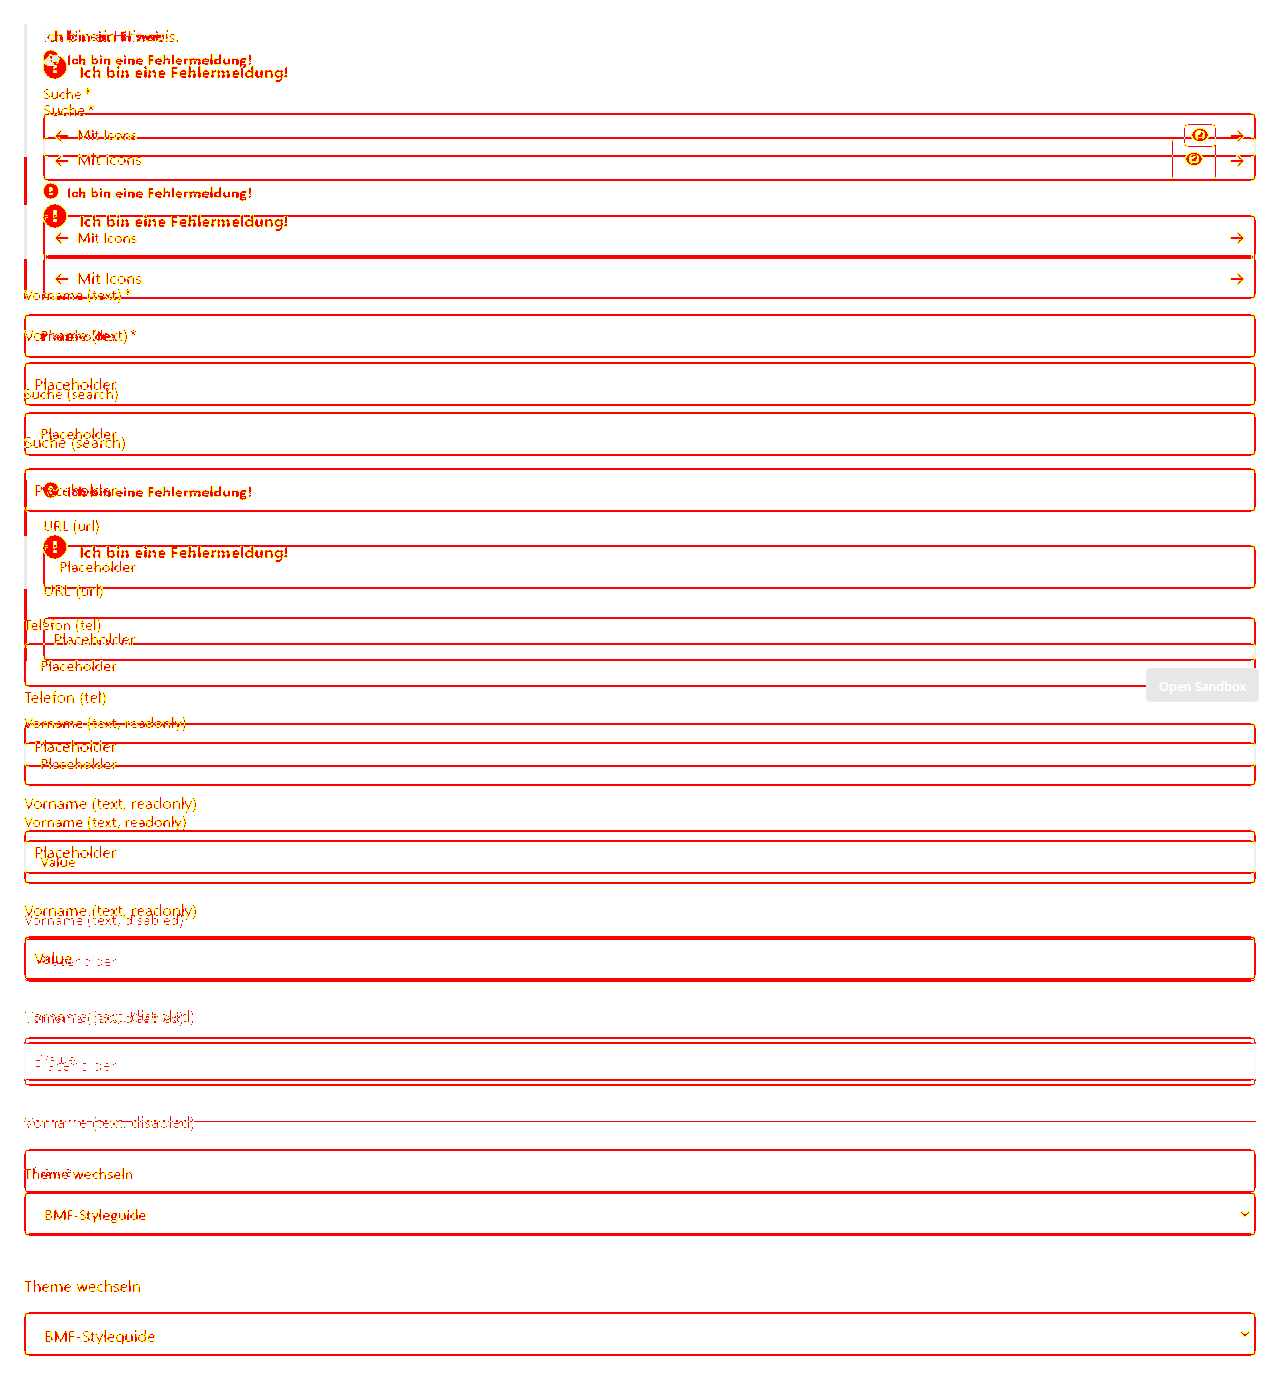 Ich bin ein Hinweis.
Ich bin eine Fehlermeldung!
Ich bin eine Fehlermeldung!
Suche *
Suche *
Mit Icons
Mit Icons
Ich bin eine Fehlermeldung!
Ich bin eine Fehlermeldung!
Mit Icons
Mit Icons
Vorname (text) *
Vorname (text) *
Placeholder
Suche (search)
Placeholder
Suche (search)
Placeholder
Ich bin eine Fehlermeldung!
URL (url)
Ich bin eine Fehlermeldung!
Placeholder
URL (url)
Telefon (tel)
Placeholder
Placeholder
Open Sandbox
Telefon (tel)
Vorname (text, readonly)
Placeholder
Placeholder
Vorname (text, readonly)
Vorname (text, readonly)
Placeholder
Value
Vorname (text, readonly)
Vorname (text, disabled)
Value
Placeholder
Vorname (text, disabled)
Placeholder
Vorname (text, disabled)
Theme wechseln
BMF-Styleguide
Theme wechseln
BMF-Styleguide